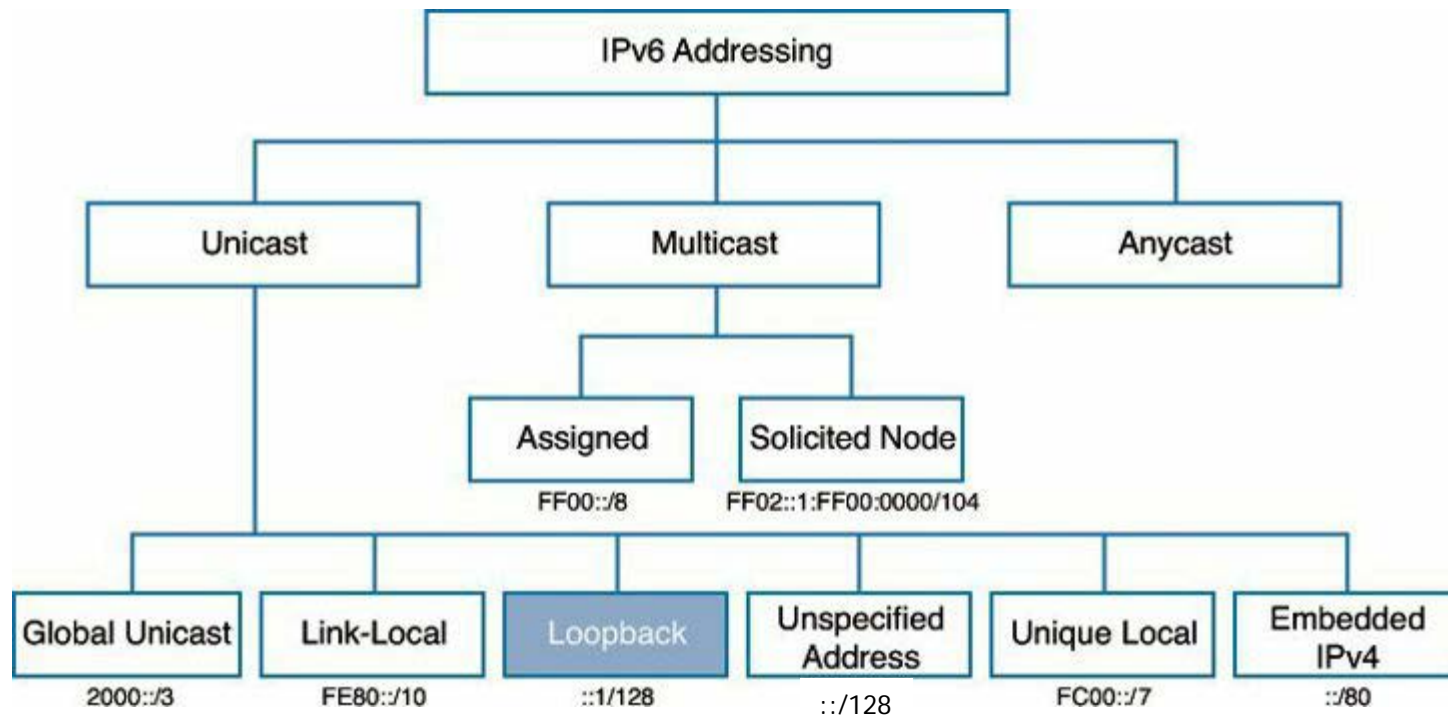 IPv6 Addressing
Unicast
Multicast
Anycast
Assigned
Solicited Node
FF00::/8
FF02::1:FF00:0000/104
Global Unicast
Link-Local
Loopback
Unspecified
Address
Unique Local
Embedded
IPv4
2000::/3
FE80::/10
::1/128
::/128
FC00::/7
::/80